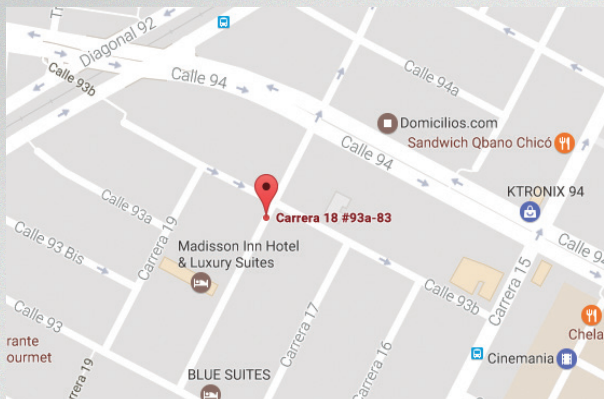 Diagonal 92
Calle 93b
Calle 94
Calle 94a
Domicilios.com
Sandwich Qbano Chicó
Calle 94
KTRONIX 94
Carrera 18 #93a-83
Calle 93a
Carrera 19
Calle 93 Bis
Madisson Inn Hotel
& Luxury Suites
Calle 94
Carrera 15
Calle 93b
Calle 93
Carrera 17
Carrera 16
rante
ourmet
Carrera 19
BLUE SUITES
Chela
Cinemania